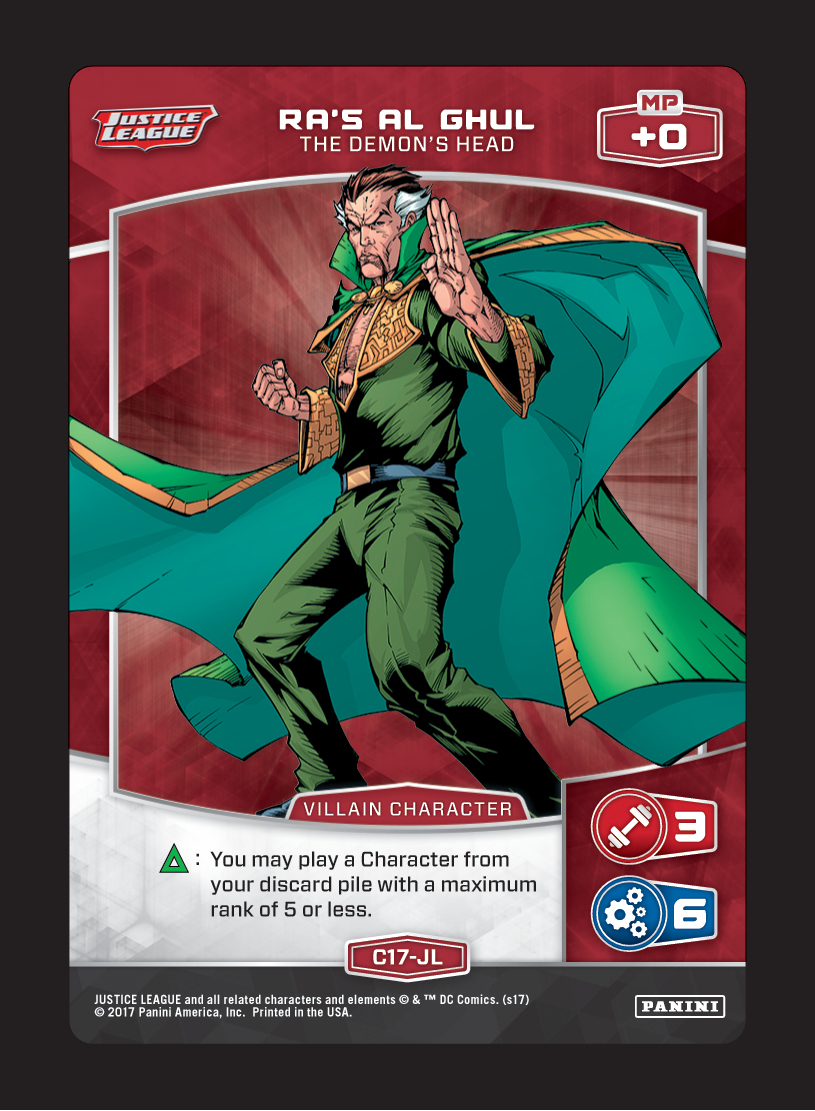 JUSTICE
LEAGUE
RA'S AL GHUL
THE DEMON'S HEAD
MP
+0
VILLAIN CHARACTER
3
: You may play a Character from
your discard pile with a maximum
rank of 5 or less.
6
C17-JL
JUSTICE LEAGUE and all related characters and elements © & ™ DC Comics. (s17)
© 2017 Panini America, Inc. Printed in the USA.
PANINI